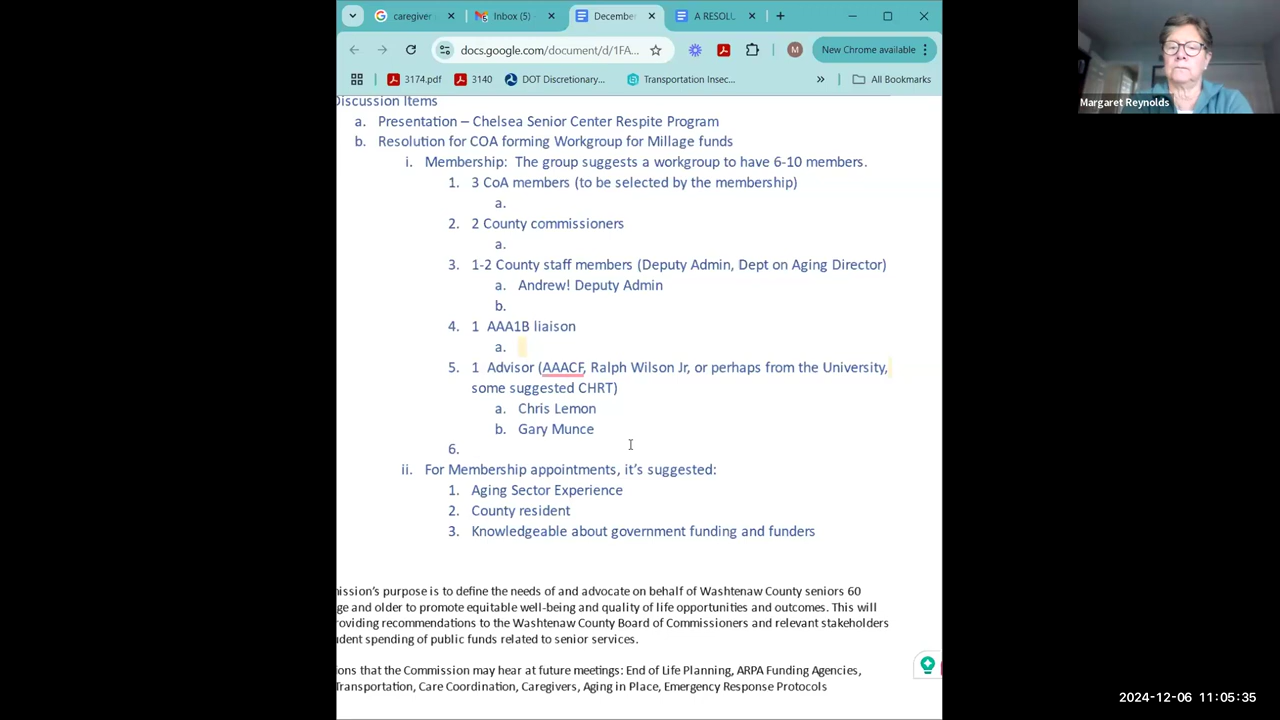 caregiver
Inbox (5)
December
A RESOLU
docs.google.com/document/d/1FA...
M
New Chrome available
3174.pdf
3140
DOT Discretionary...
Transportation Insec...
»
All Bookmarks
Margaret Reynolds
Discussion Items
a. Presentation – Chelsea Senior Center Respite Program
b. Resolution for COA forming Workgroup for Millage funds
i. Membership: The group suggests a workgroup to have 6-10 members.
1. 3 CoA members (to be selected by the membership)
a.
2. 2 County commissioners
a.
3. 1-2 County staff members (Deputy Admin, Dept on Aging Director)
a. Andrew! Deputy Admin
b.
4. 1 AAA1B liaison
a.
5. 1 Advisor (AAACF, Ralph Wilson Jr, or perhaps from the University,
some suggested CHRT)
a. Chris Lemon
b. Gary Munce
6.
ii. For Membership appointments, it's suggested:
1. Aging Sector Experience
2. County resident
3. Knowledgeable about government funding and funders
mission's purpose is to define the needs of and advocate on behalf of Washtenaw County seniors 60
ge and older to promote equitable well-being and quality of life opportunities and outcomes. This will
roviding recommendations to the Washtenaw County Board of Commissioners and relevant stakeholders
udent spending of public funds related to senior services.
ions that the Commission may hear at future meetings: End of Life Planning, ARPA Funding Agencies,
Transportation, Care Coordination, Caregivers, Aging in Place, Emergency Response Protocols
2024-12-06 11:05:35